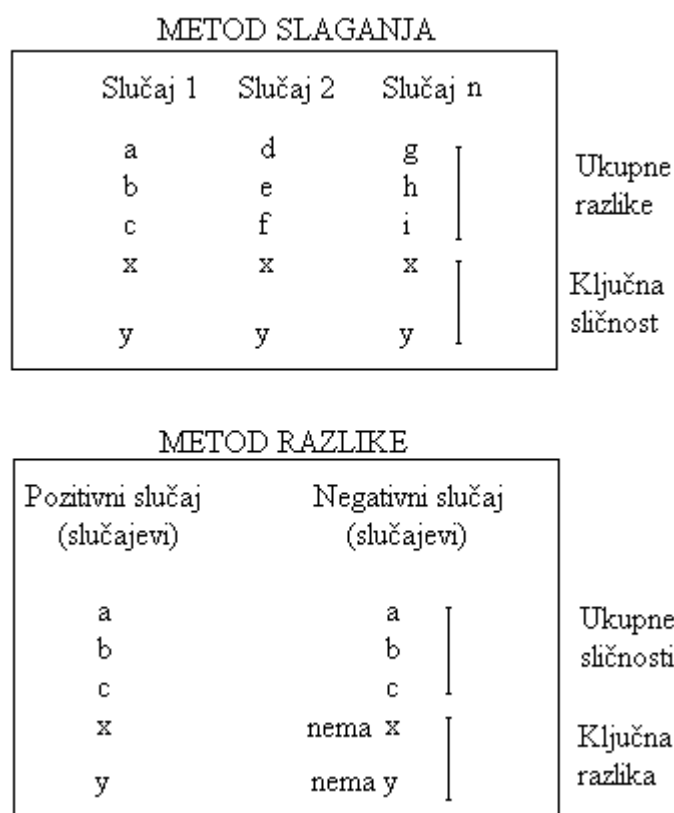 METOD SLAGANJA
Slučaj 1 Slučaj 2 Slučaj n
a d g
b e h
c f i
x x x
y y y
Ukupne
razlike
Ključna
sličnost
METOD RAZLIKE
Pozitivni slučaj Negativni slučaj
(slučajevi) (slučajevi)
a a
b b
c c
x nema x
y nema y
Ukupne
sličnosti
Ključna
razlika